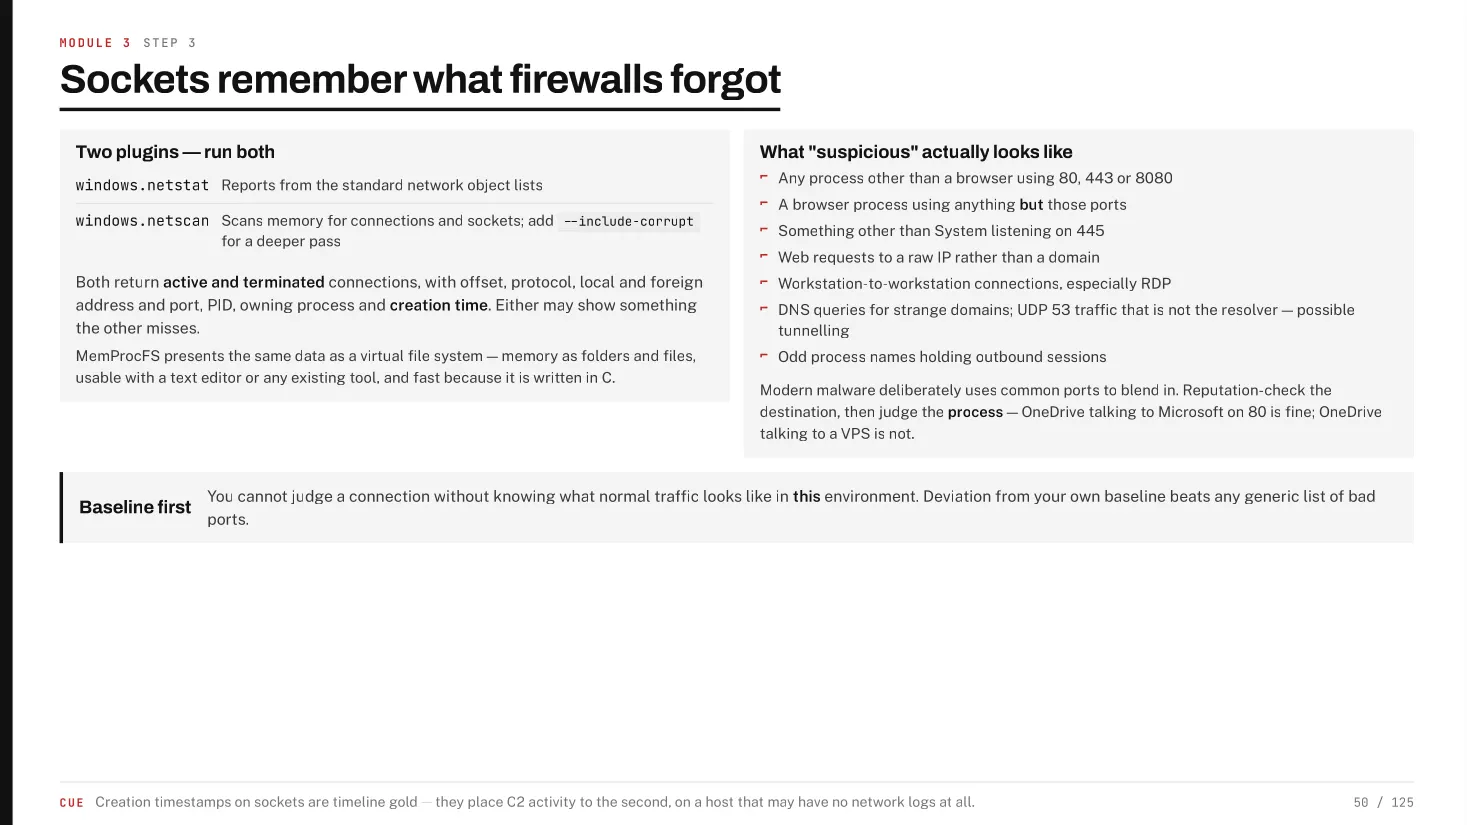 MODULE 3 STEP 3
Sockets remember what firewalls forgot
Two plugins — run both
windows.netstat Reports from the standard network object lists
windows.netscan Scans memory for connections and sockets; add --include-corrupt
for a deeper pass
Both return active and terminated connections, with offset, protocol, local and foreign
address and port, PID, owning process and creation time. Either may show something
the other misses.
MemProcFS presents the same data as a virtual file system — memory as folders and files,
usable with a text editor or any existing tool, and fast because it is written in C.
What "suspicious" actually looks like
Any process other than a browser using 80, 443 or 8080
A browser process using anything but those ports
Something other than System listening on 445
Web requests to a raw IP rather than a domain
Workstation-to-workstation connections, especially RDP
DNS queries for strange domains; UDP 53 traffic that is not the resolver — possible
tunnelling
Odd process names holding outbound sessions
Modern malware deliberately uses common ports to blend in. Reputation-check the
destination, then judge the process — OneDrive talking to Microsoft on 80 is fine; OneDrive
talking to a VPS is not.
Baseline first
You cannot judge a connection without knowing what normal traffic looks like in this environment. Deviation from your own baseline beats any generic list of bad
ports.
CUE Creation timestamps on sockets are timeline gold — they place C2 activity to the second, on a host that may have no network logs at all.
50 / 125